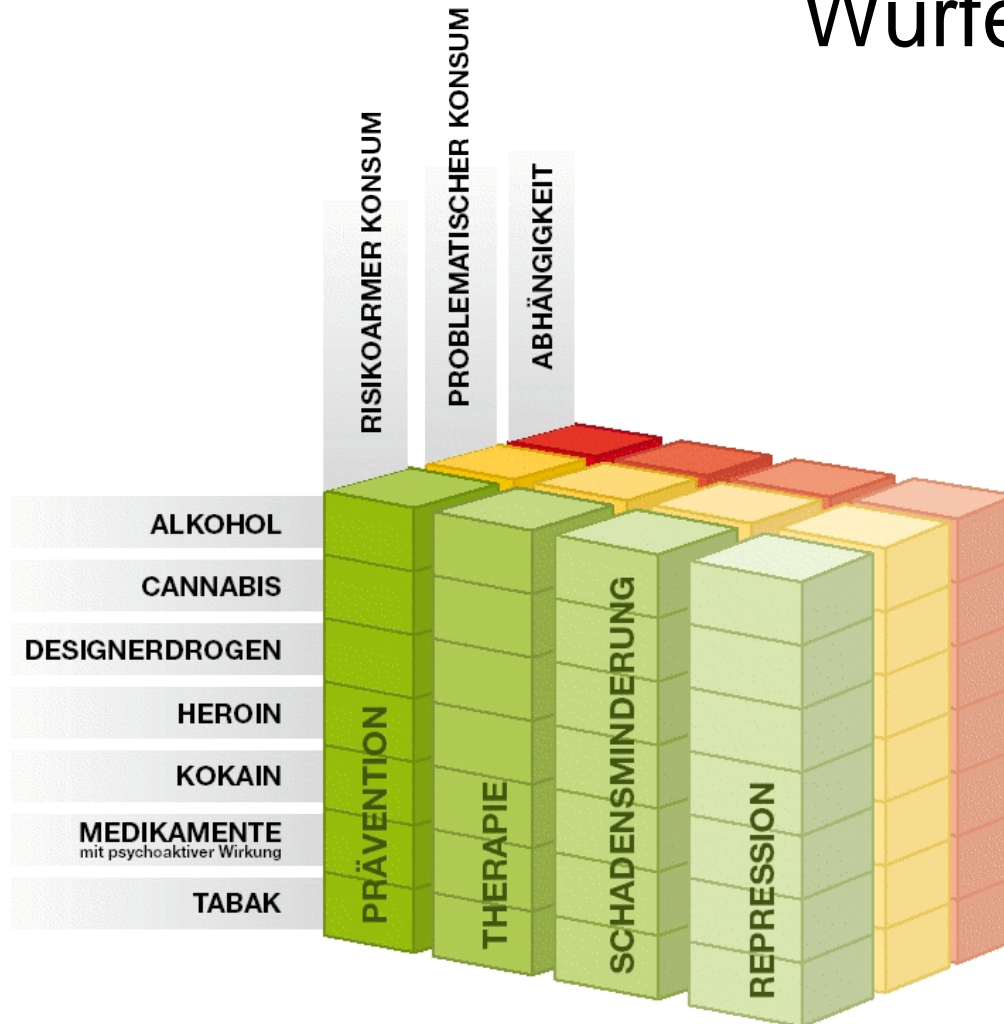 Würfe
RISIKOARMER KONSUM
PROBLEMATISCHER KONSUM
ABHÄNGIGKEIT
ALKOHOL
CANNABIS
DESIGNERDROGEN
HEROIN
KOKAIN
MEDIKAMENTE
mit psychoaktiver Wirkung
TABAK
PRÄVENTION
THERAPIE
SCHADENSMINDERUNG
REPRESSION